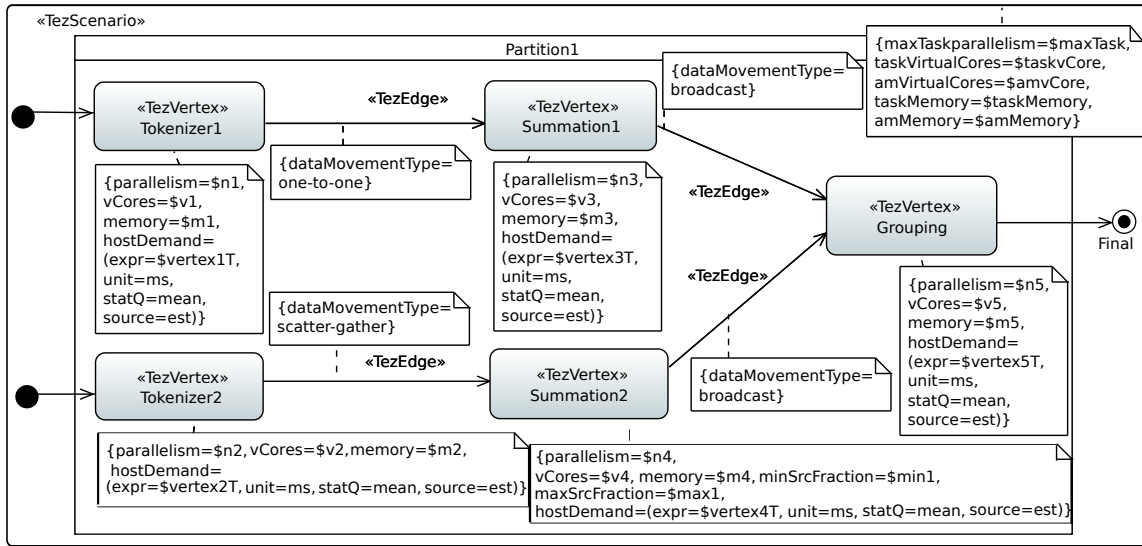 «TezScenario»
Partition1
{maxTaskparallelism=$maxTask,
taskVirtualCores=$taskvCore,
amVirtualCores=$amvCore,
taskMemory=$taskMemory,
amMemory=$amMemory}
{dataMovementType=
broadcast}
«TezVertex»
Tokenizer1
«TezEdge»
«TezVertex»
Summation1
{dataMovementType=
one-to-one}
{parallelism=$n1,
vCores=$v1,
memory=$m1,
hostDemand=
(expr=$vertex1T,
unit=ms,
statQ=mean,
source=est)}
{parallelism=$n3,
vCores=$v3,
memory=$m3,
hostDemand=
(expr=$vertex3T,
unit=ms,
statQ=mean,
source=est)}
«TezEdge»
«TezVertex»
Grouping
Final
«TezEdge»
{parallelism=$n5,
vCores=$v5,
memory=$m5,
hostDemand=
(expr=$vertex5T,
unit=ms,
statQ=mean,
source=est)}
{dataMovementType=
scatter-gather}
«TezEdge»
«TezVertex»
Tokenizer2
«TezVertex»
Summation2
{dataMovementType=
broadcast}
{parallelism=$n2, vCores=$v2, memory=$m2,
hostDemand=
(expr=$vertex2T, unit=ms, statQ=mean, source=est)}
{parallelism=$n4,
vCores=$v4, memory=$m4, minSrcFraction=$min1,
maxSrcFraction=$max1,
hostDemand=(expr=$vertex4T, unit=ms, statQ=mean, source=est)}